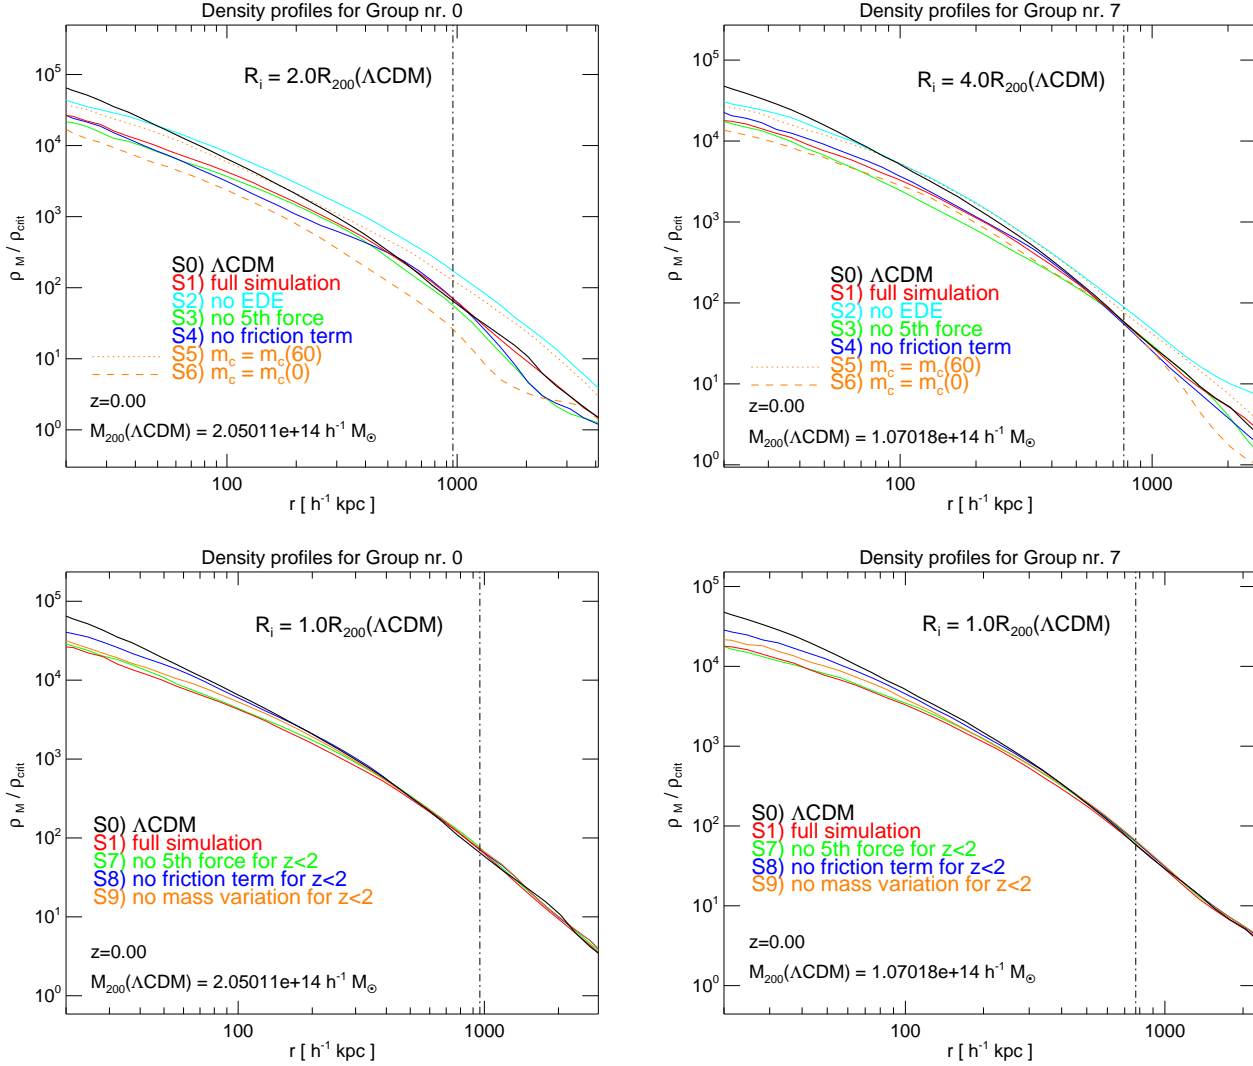 Density profiles for Group nr. 0
R_i = 2.0R_200(ΛCDM)
10^5
10^4
10^3
10^2
10^1
10^0
ρ_M / ρ_crit
S0) ΛCDM
S1) full simulation
S2) no EDE
S3) no 5th force
S4) no friction term
S5) m_c = m_c(60)
S6) m_c = m_c(0)
z=0.00
M_200(ΛCDM) = 2.05011e+14 h^-1 M_⊙
100
1000
r [ h^-1 kpc ]
Density profiles for Group nr. 7
R_i = 4.0R_200(ΛCDM)
10^5
10^4
10^3
10^2
10^1
10^0
ρ_M / ρ_crit
S0) ΛCDM
S1) full simulation
S2) no EDE
S3) no 5th force
S4) no friction term
S5) m_c = m_c(60)
S6) m_c = m_c(0)
z=0.00
M_200(ΛCDM) = 1.07018e+14 h^-1 M_⊙
100
1000
r [ h^-1 kpc ]
Density profiles for Group nr. 0
R_i = 1.0R_200(ΛCDM)
10^5
10^4
10^3
10^2
10^1
10^0
ρ_M / ρ_crit
S0) ΛCDM
S1) full simulation
S7) no 5th force for z<2
S8) no friction term for z<2
S9) no mass variation for z<2
z=0.00
M_200(ΛCDM) = 2.05011e+14 h^-1 M_⊙
100
1000
r [ h^-1 kpc ]
Density profiles for Group nr. 7
R_i = 1.0R_200(ΛCDM)
10^5
10^4
10^3
10^2
10^1
10^0
ρ_M / ρ_crit
S0) ΛCDM
S1) full simulation
S7) no 5th force for z<2
S8) no friction term for z<2
S9) no mass variation for z<2
z=0.00
M_200(ΛCDM) = 1.07018e+14 h^-1 M_⊙
100
1000
r [ h^-1 kpc ]